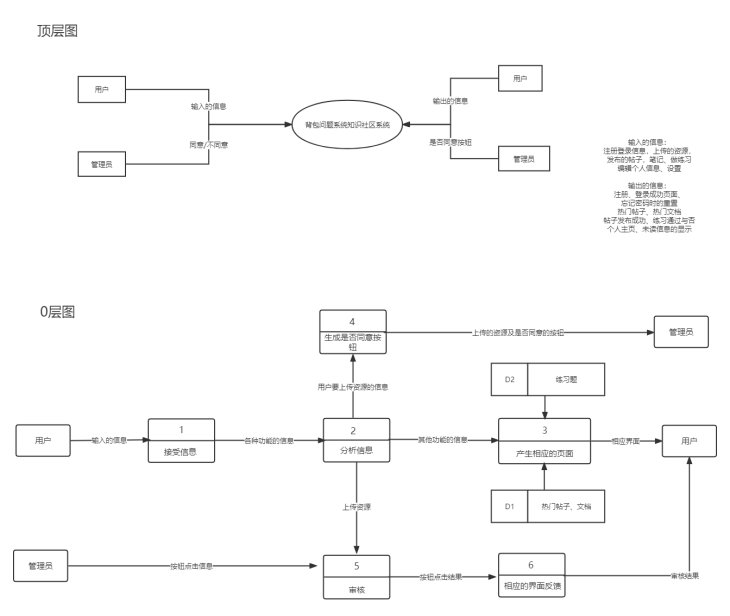 顶层图
用户
用户
输入的信息
输出的信息
背包问题系统知识社区系统
同意/不同意
是否同意按钮
管理员
管理员
输入的信息：
注册登录信息，上传的资源，
发布的帖子，笔记、做练习
编辑个人信息、设置
输出的信息：
注册、登录成功页面、
忘记密码时的重置
热门帖子、热门文档
帖子发布成功、练习通过与否
个人主页、未读信息的显示
0层图
4
生成是否同意按
钮
上传的资源及是否同意的按钮
管理员
用户要上传资源的信息
D2
练习题
用户
输入的信息
1
接受信息
各种功能的信息
2
分析信息
其他功能的信息
3
产生相应的页面
相应界面
用户
上传资源
D1
热门帖子、文档
管理员
按钮点击信息
5
审核
按钮点击结果
6
相应的界面反馈
审核结果